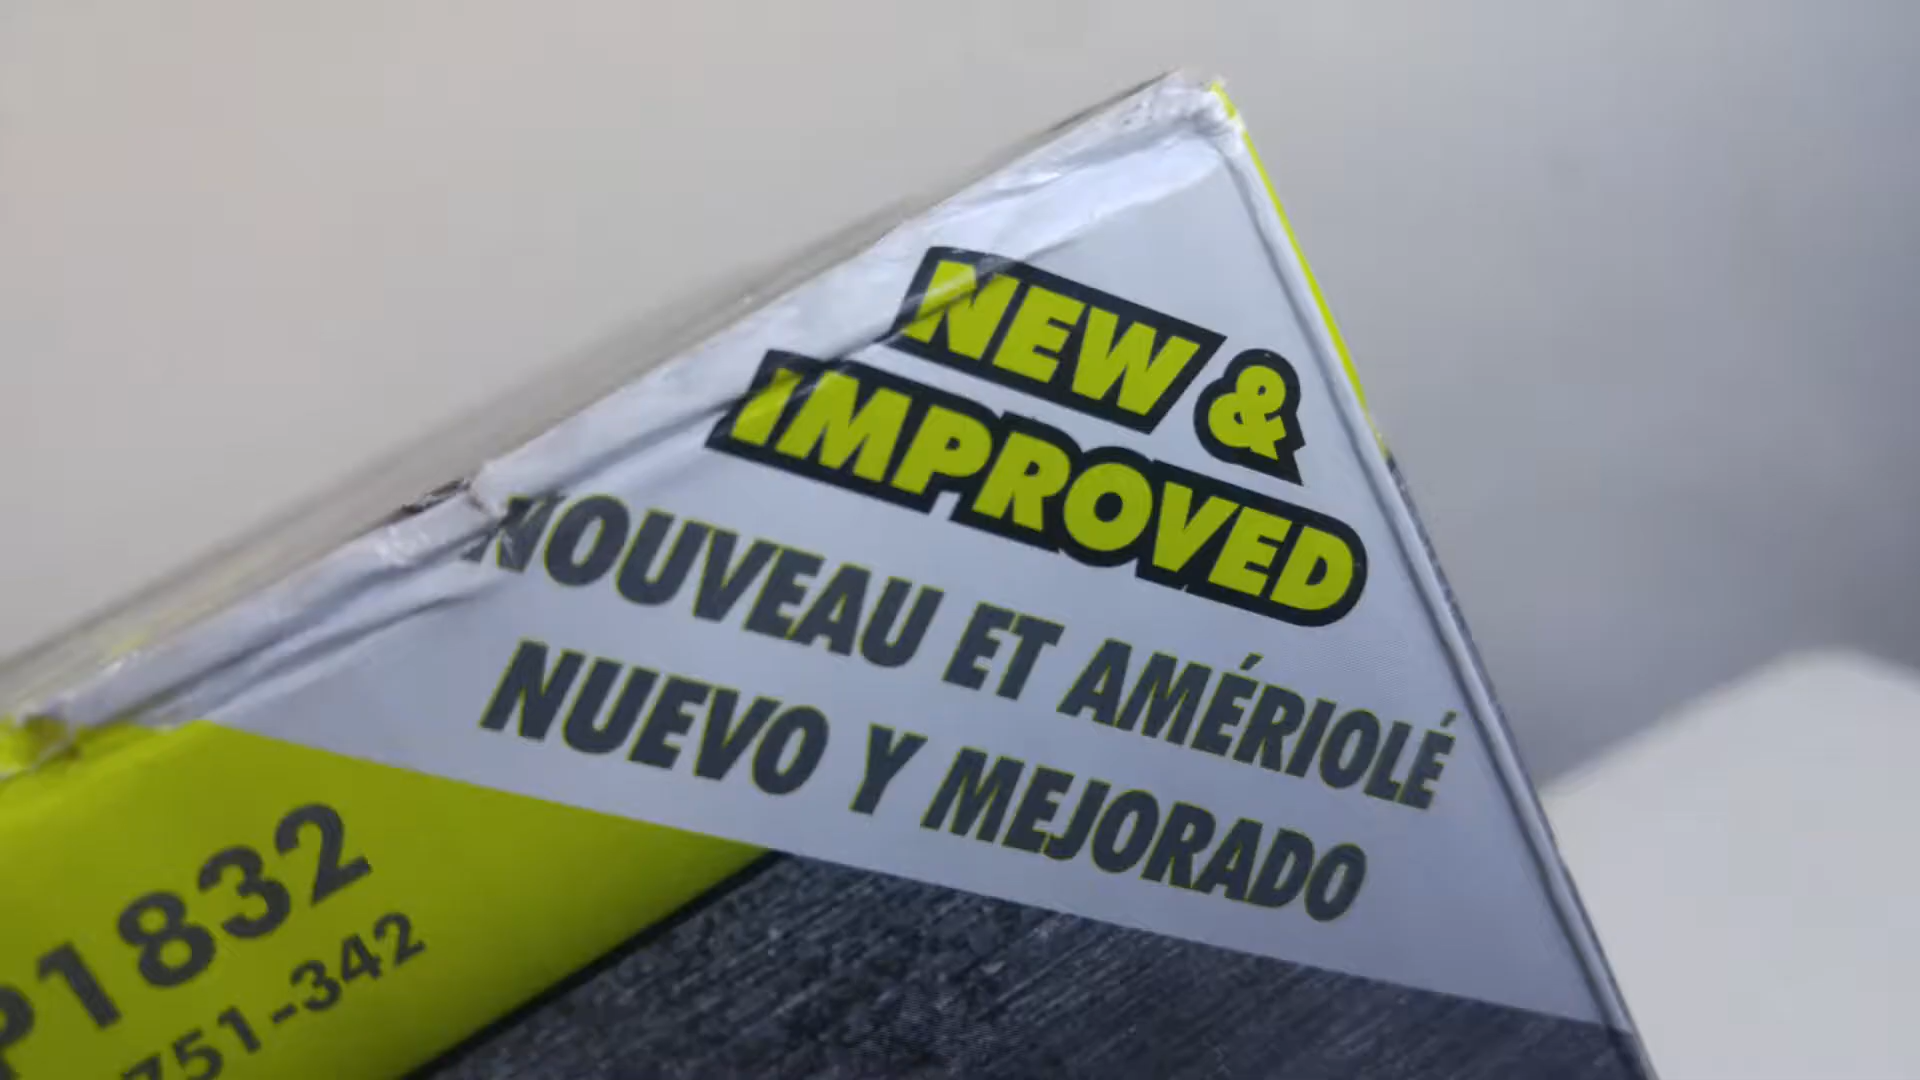 NEW &
IMPROVED
NOUVEAU ET AMÉRIOLÉ
NUEVO Y MEJORADO
P1832
751-342